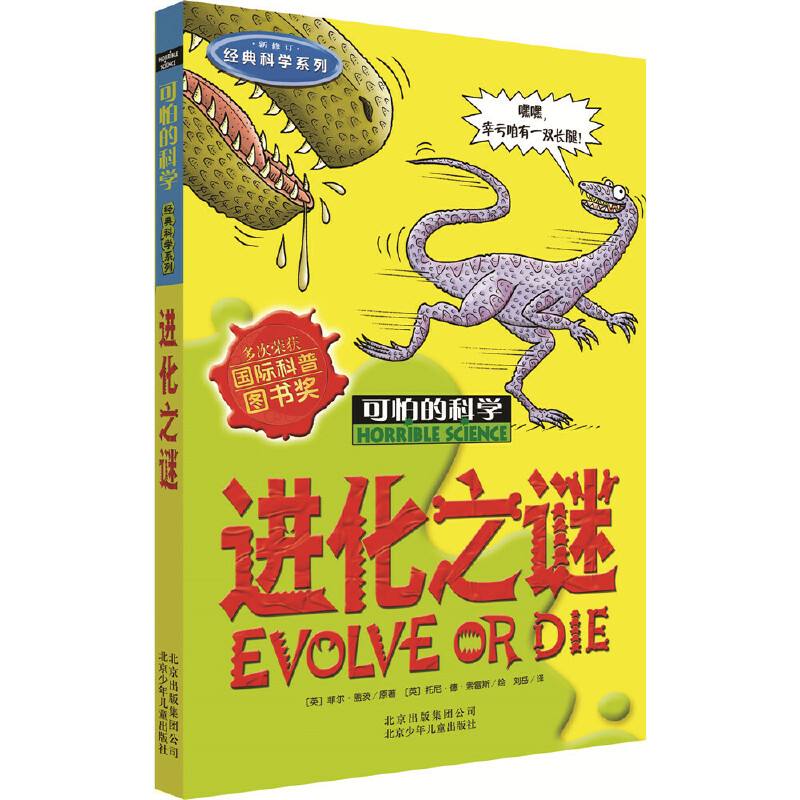 HORRIBLE
SCIENCE
可怕的科学
经典科学系列
进化之谜
北京出版集团公司
北京少年儿童出版社
·新修订·
经典科学系列
嘿嘿,
幸亏咱有一双长腿!
多次荣获
国际科普
图书奖
可怕的科学
HORRIBLE SCIENCE
进化之谜
EVOLVE OR DIE
[英] 菲尔·盖茨/原著 [英] 托尼·德·索雷斯/绘 刘岳/译
北京出版集团公司
北京少年儿童出版社